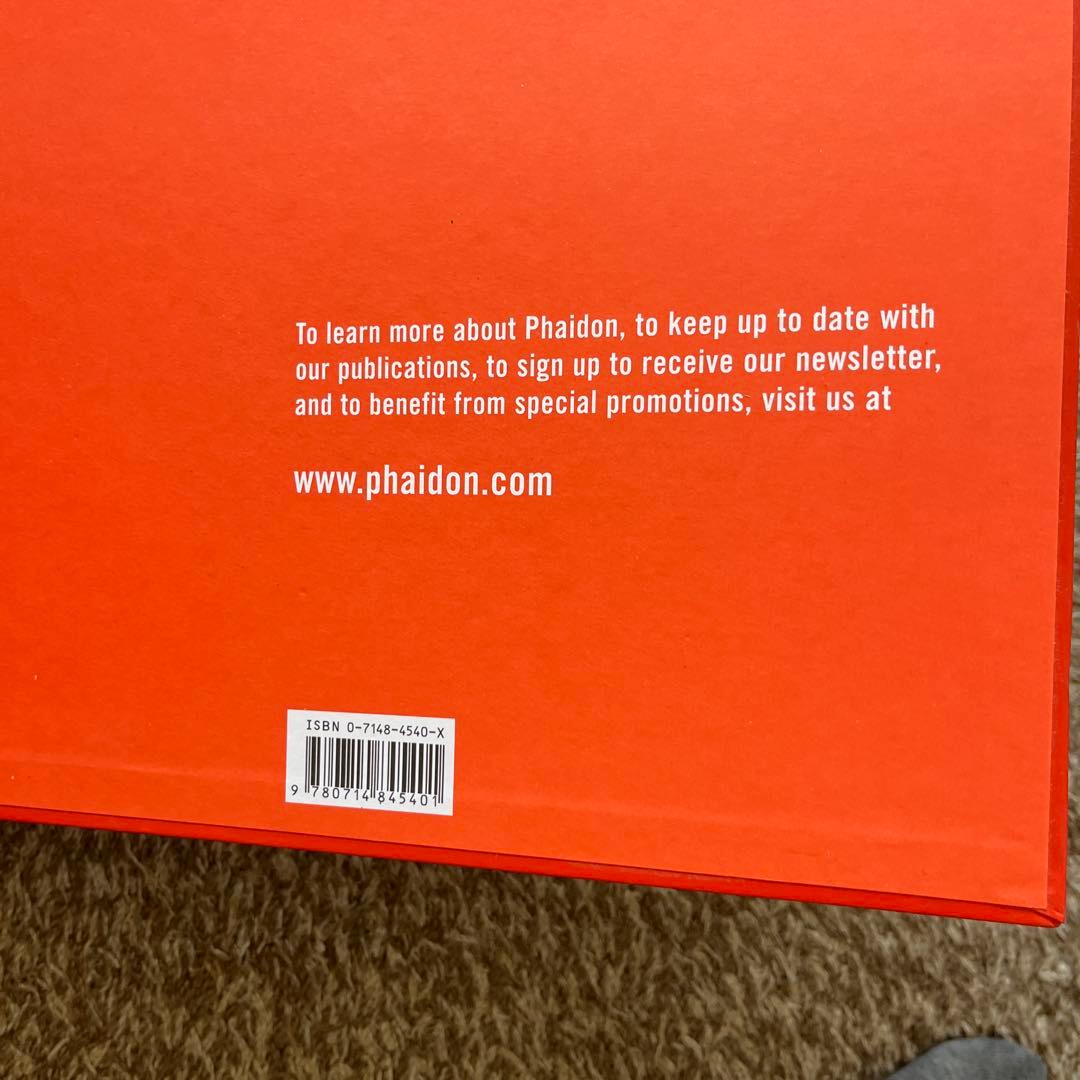 To learn more about Phaidon, to keep up to date with
our publications, to sign up to receive our newsletter,
and to benefit from special promotions, visit us at
www.phaidon.com
ISBN 0-7148-4540-X
9 780714 845401